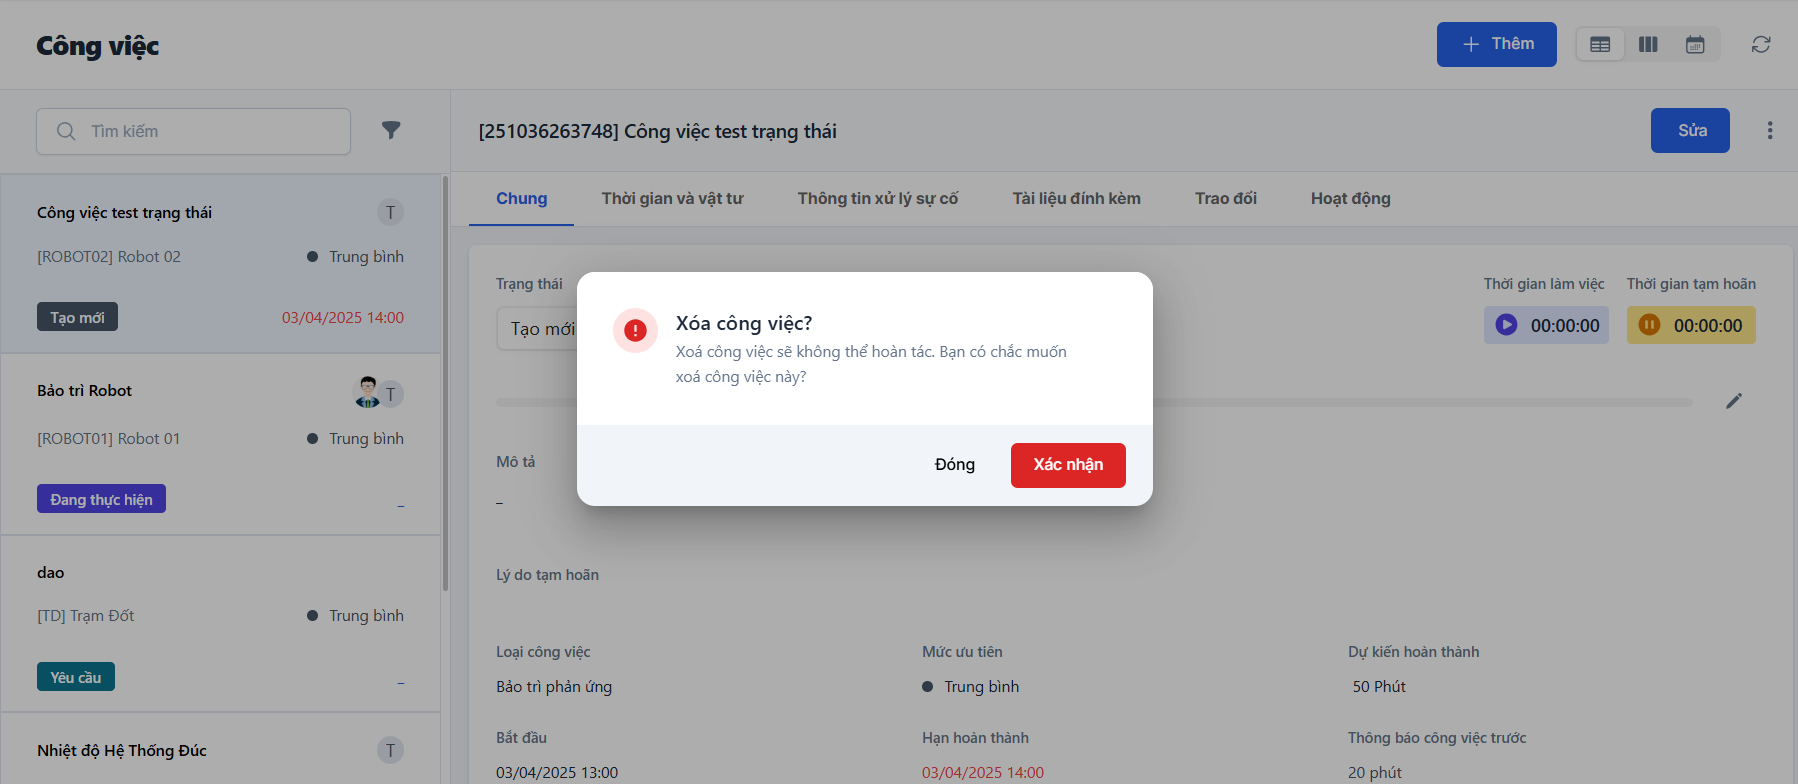 Công việc
Thêm
Tìm kiếm
[251036263748] Công việc test trạng thái
Sửa
Chung
Thời gian và vật tư
Thông tin xử lý sự cố
Tài liệu đính kèm
Trao đổi
Hoạt động
Công việc test trạng thái
T
[ROBOT02] Robot 02
Trung bình
Tạo mới
03/04/2025 14:00
Bảo trì Robot
T
[ROBOT01] Robot 01
Trung bình
Đang thực hiện
–
dao
[TD] Trạm Đốt
Trung bình
Yêu cầu
–
Nhiệt độ Hệ Thống Đúc
T
Trạng thái
Tạo mới
Thời gian làm việc
00:00:00
Thời gian tạm hoãn
00:00:00
Xóa công việc?
Xoá công việc sẽ không thể hoàn tác. Bạn có chắc muốn
xoá công việc này?
Đóng
Xác nhận
Mô tả
–
Lý do tạm hoãn
Loại công việc
Bảo trì phản ứng
Mức ưu tiên
Trung bình
Dự kiến hoàn thành
50 Phút
Bắt đầu
03/04/2025 13:00
Hạn hoàn thành
03/04/2025 14:00
Thông báo công việc trước
20 phút